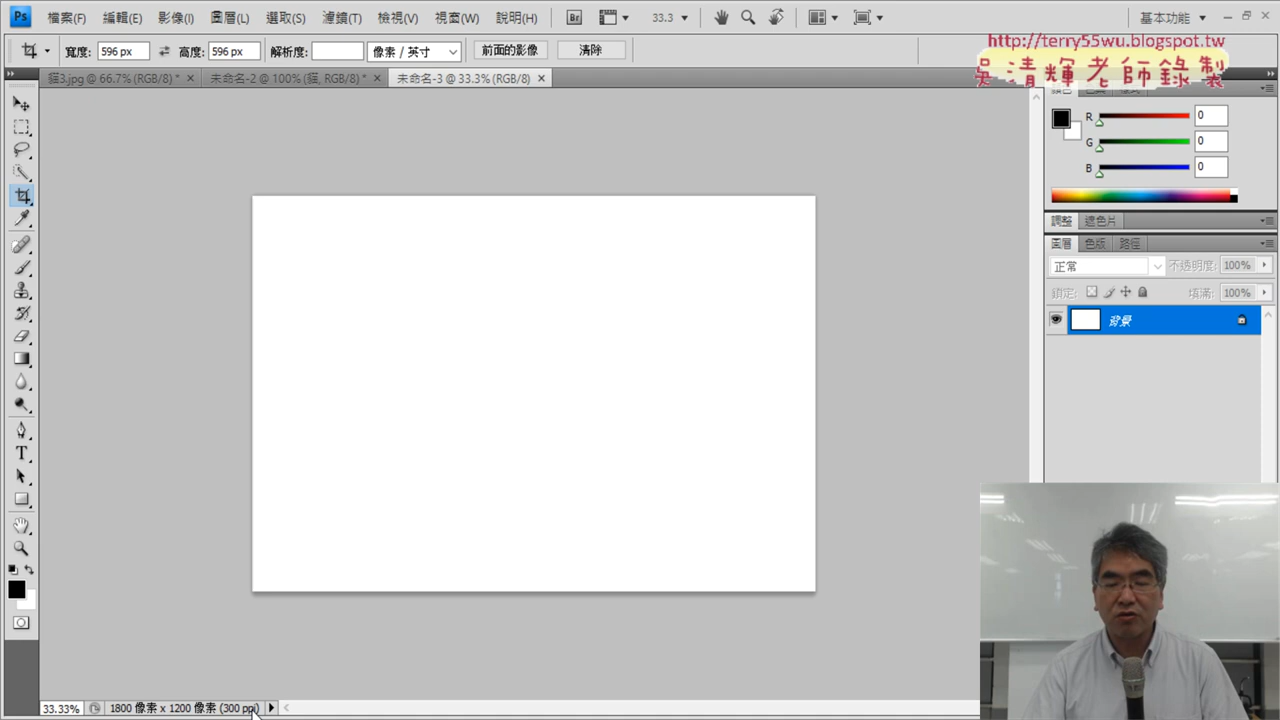 Ps 檔案(F) 編輯(E) 影像(I) 圖層(L) 選取(S) 濾鏡(T) 檢視(V) 視窗(W) 說明(H) Br 33.3 基本功能
寬度: 596 px 高度: 596 px 解析度: 像素 / 英寸 前面的影像 清除
http://terry55wu.blogspot.tw
吳清輝老師錄製
貓3.jpg @ 66.7% (RGB/8) * 未命名-2 @ 100% (貓, RGB/8) * 未命名-3 @ 33.3% (RGB/8)
R 0
G 0
B 0
調整 遮色片
圖層 色版 路徑
正常 不透明度: 100%
鎖定: 填滿: 100%
背景
T
33.33% 1800 像素 x 1200 像素 (300 ppi)